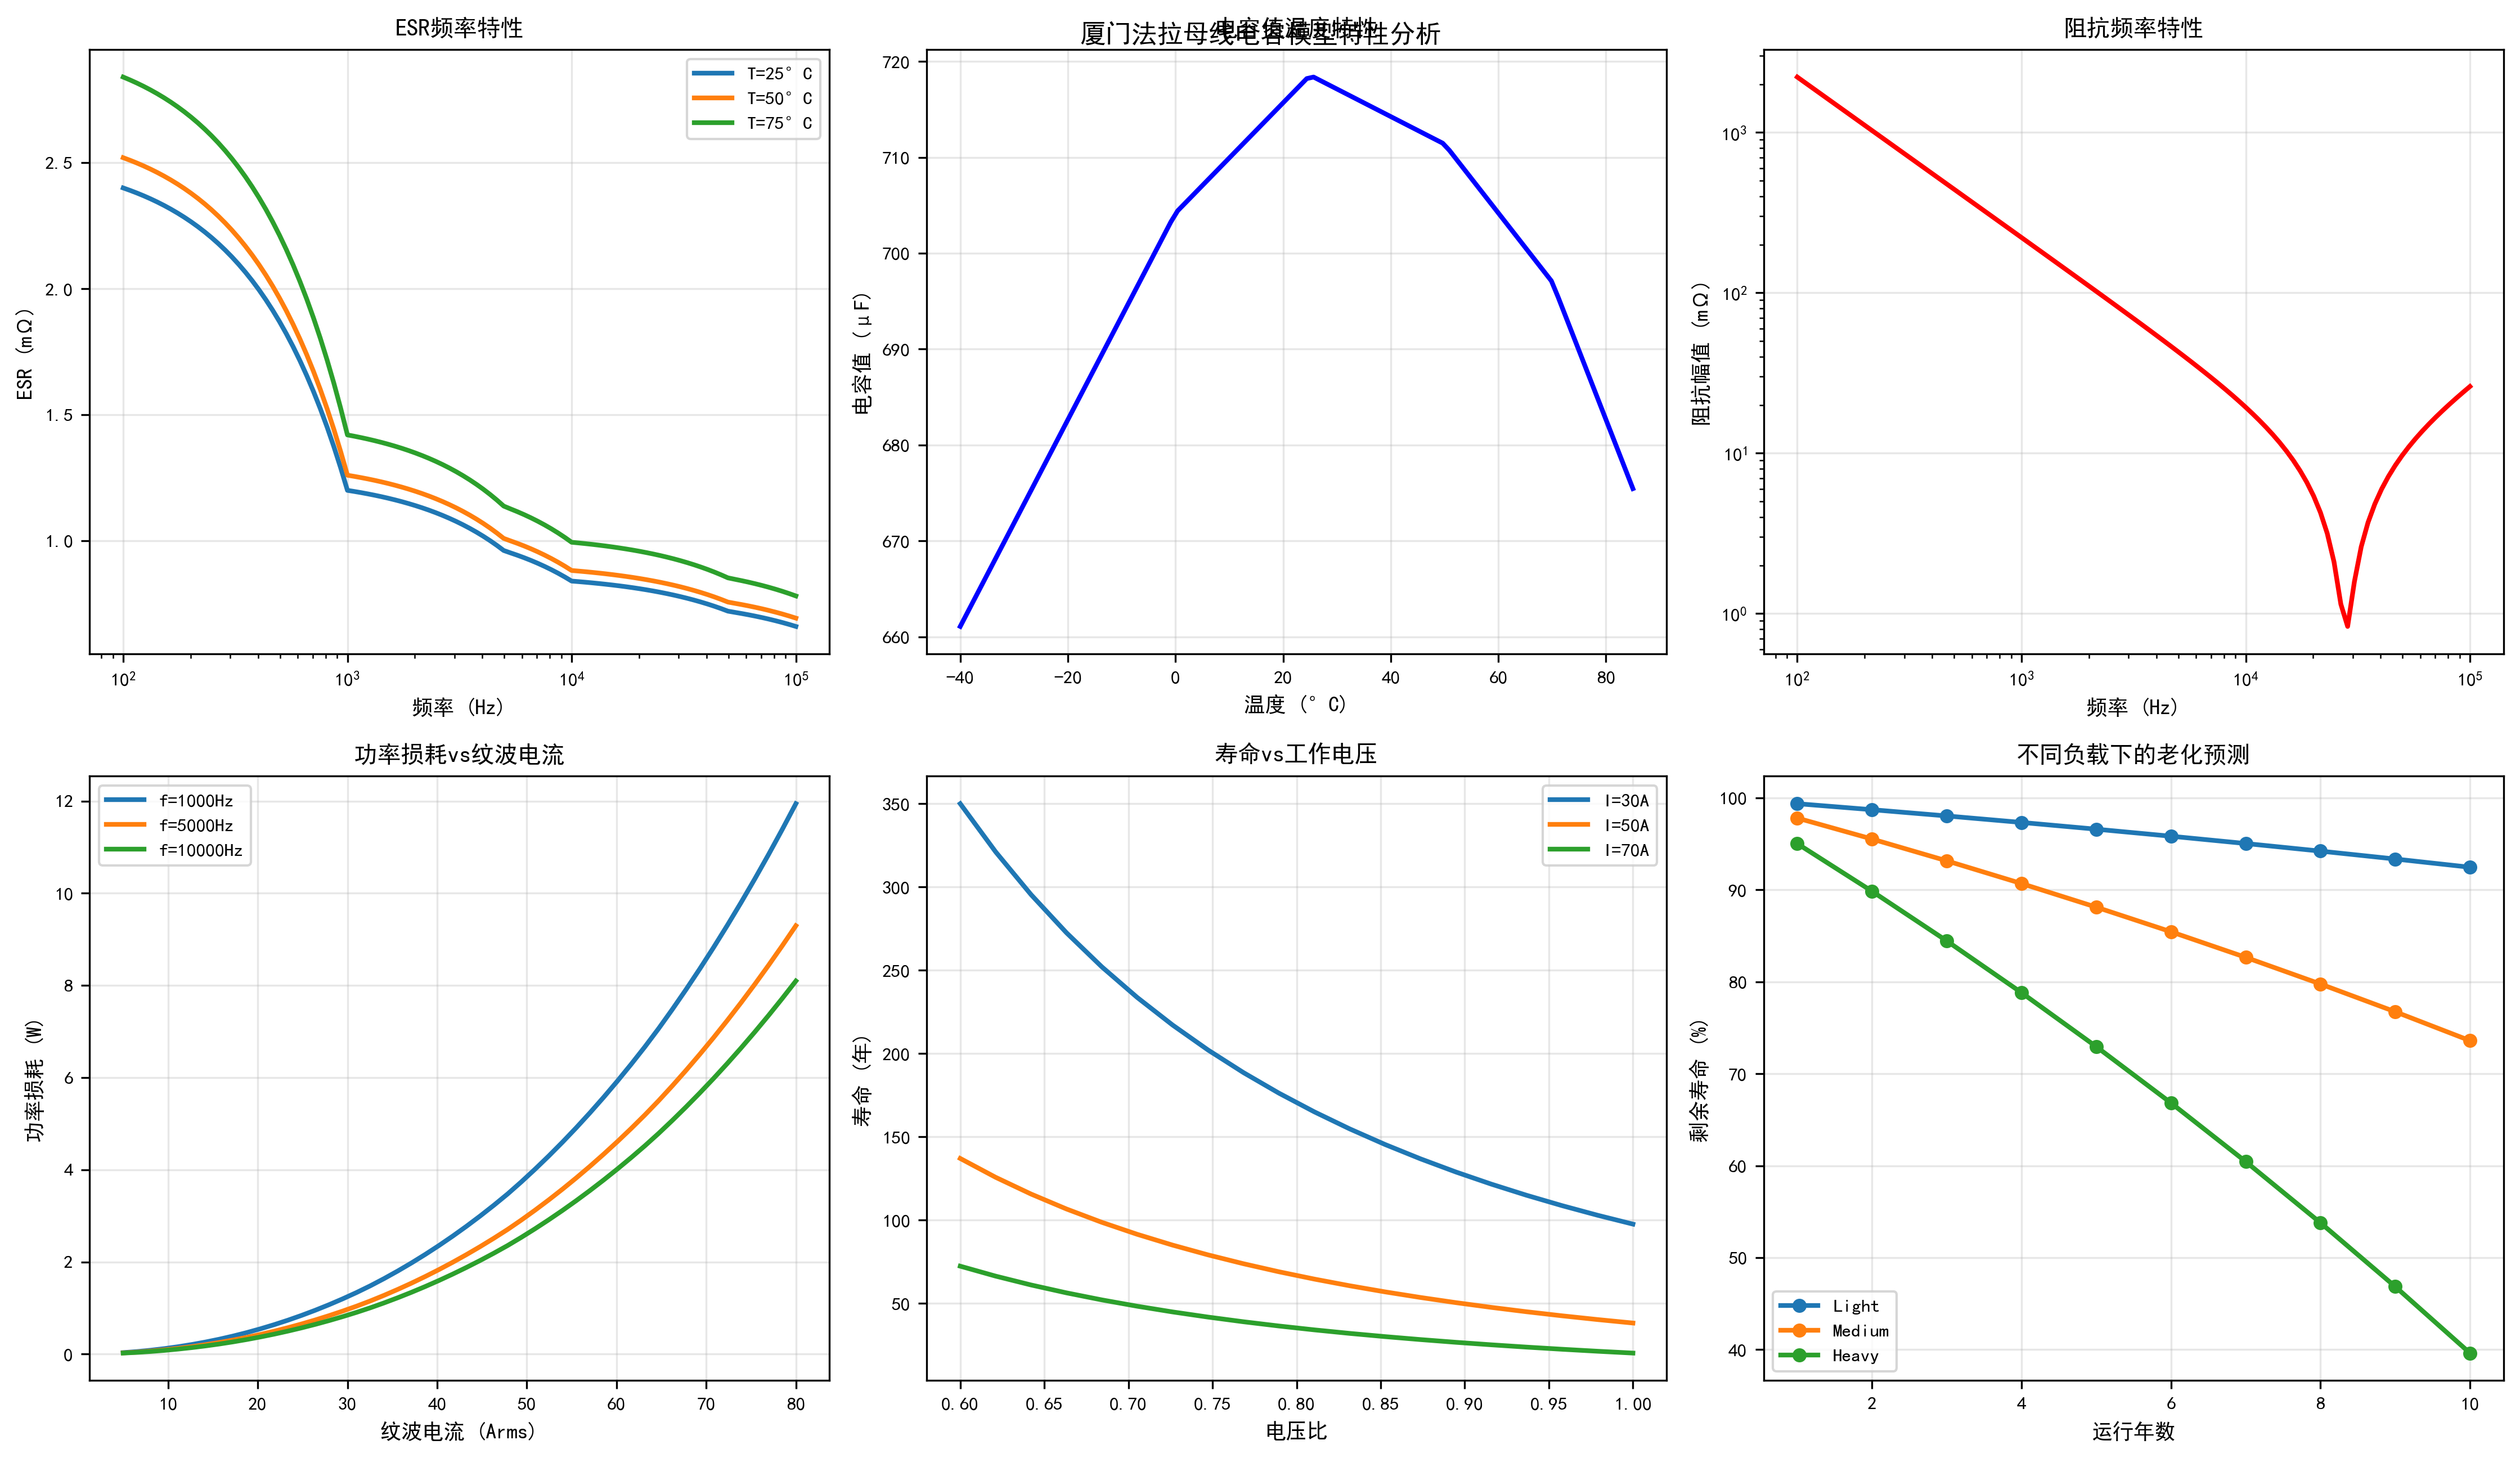 厦门法拉母线电容模型特性分析
ESR频率特性
T=25°C
T=50°C
T=75°C
ESR (mΩ)
2.5
2.0
1.5
1.0
10²
10³
10⁴
10⁵
频率 (Hz)
电容值温度特性
电容值 (μF)
720
710
700
690
680
670
660
−40
−20
0
20
40
60
80
温度 (°C)
阻抗频率特性
阻抗幅值 (mΩ)
10³
10²
10¹
10⁰
10²
10³
10⁴
10⁵
频率 (Hz)
功率损耗vs纹波电流
f=1000Hz
f=5000Hz
f=10000Hz
功率损耗 (W)
12
10
8
6
4
2
0
10
20
30
40
50
60
70
80
纹波电流 (Arms)
寿命vs工作电压
I=30A
I=50A
I=70A
寿命 (年)
350
300
250
200
150
100
50
0.60
0.65
0.70
0.75
0.80
0.85
0.90
0.95
1.00
电压比
不同负载下的老化预测
剩余寿命 (%)
100
90
80
70
60
50
40
Light
Medium
Heavy
2
4
6
8
10
运行年数